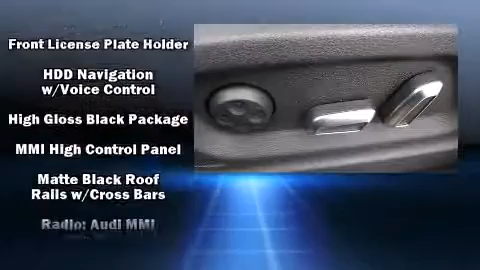 Front License Plate Holder
HDD Navigation
w/Voice Control
High Gloss Black Package
MMI High Control Panel
Matte Black Roof
Rails w/Cross Bars
Radio: Audi MMI